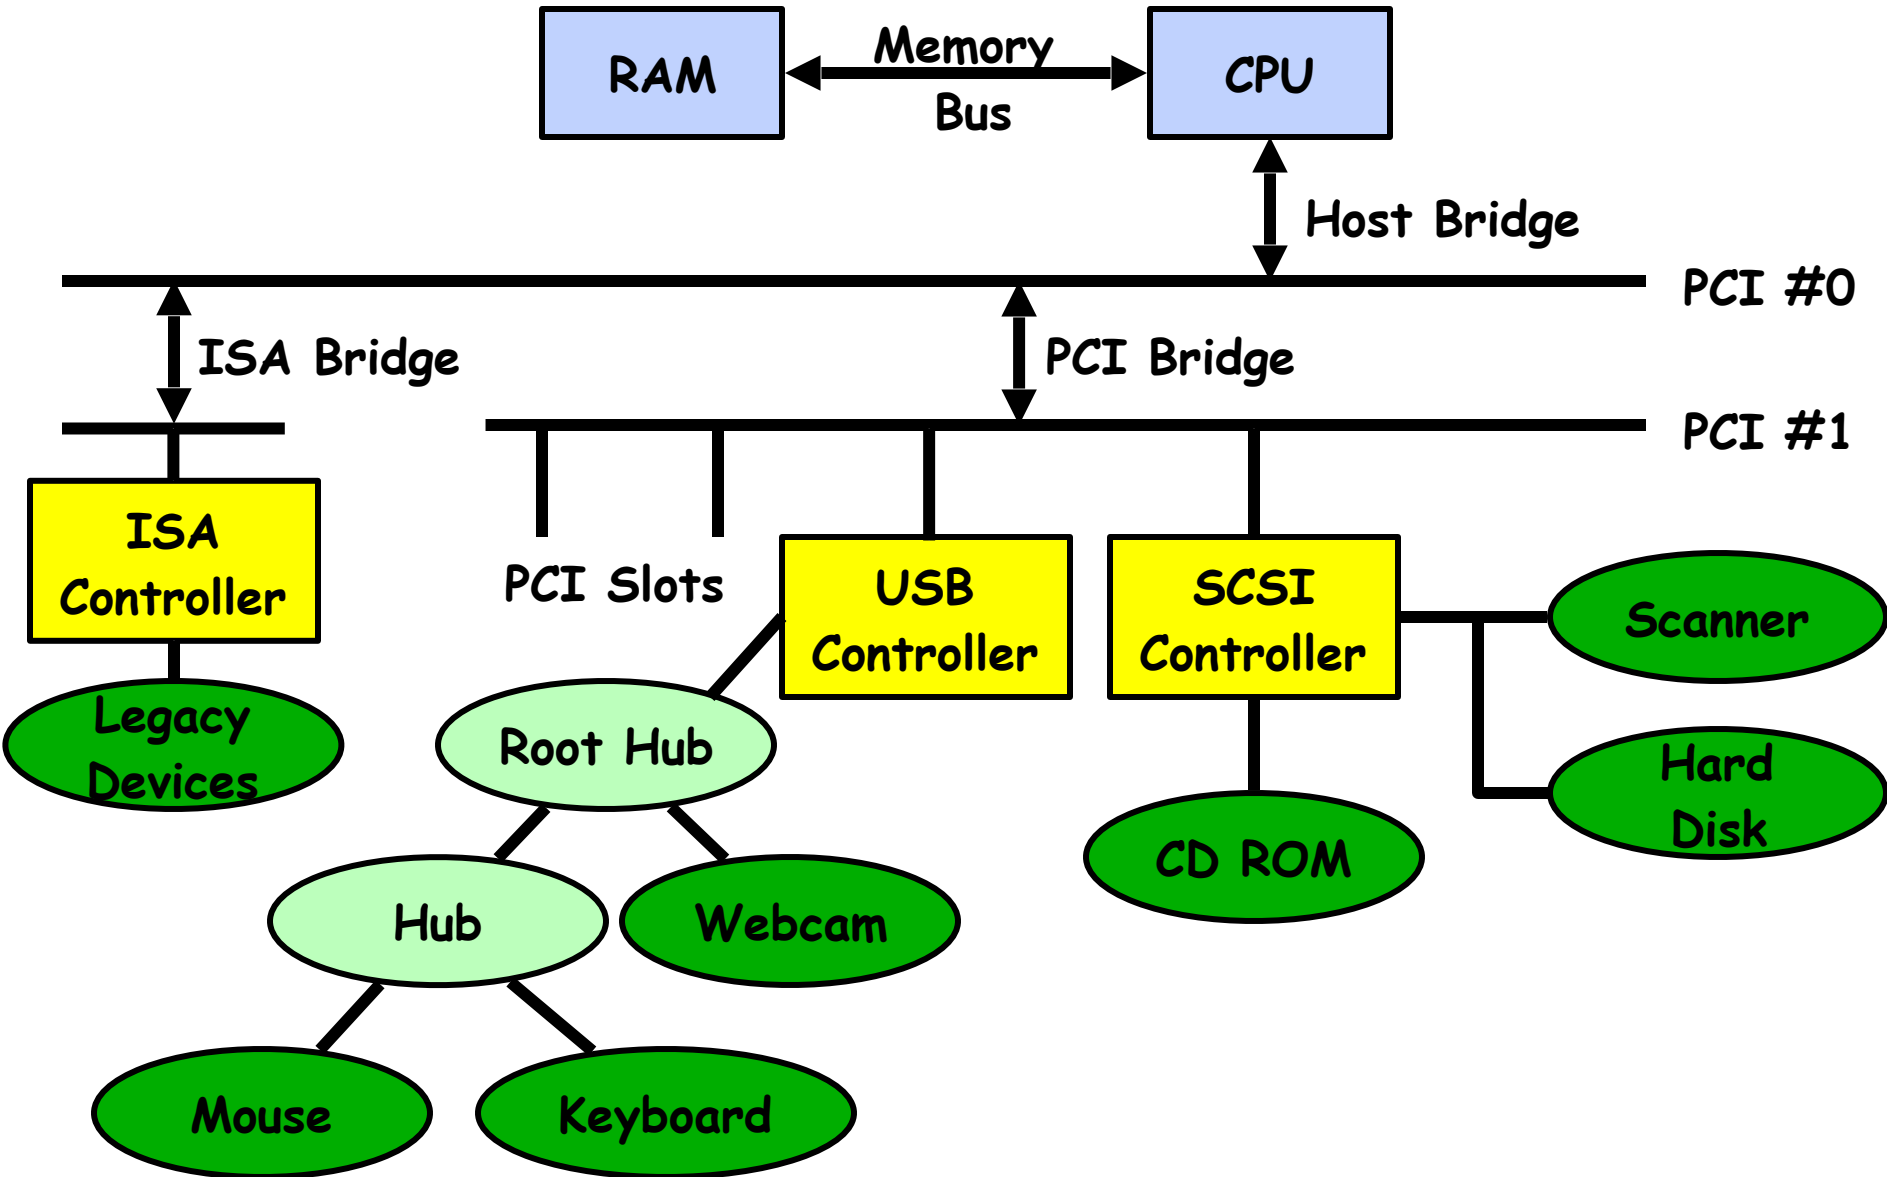 RAM
Memory
Bus
CPU
Host Bridge
PCI #0
ISA Bridge
PCI Bridge
PCI #1
ISA
Controller
PCI Slots
USB
Controller
SCSI
Controller
Scanner
Legacy
Devices
Root Hub
Hard
Disk
CD ROM
Hub
Webcam
Mouse
Keyboard